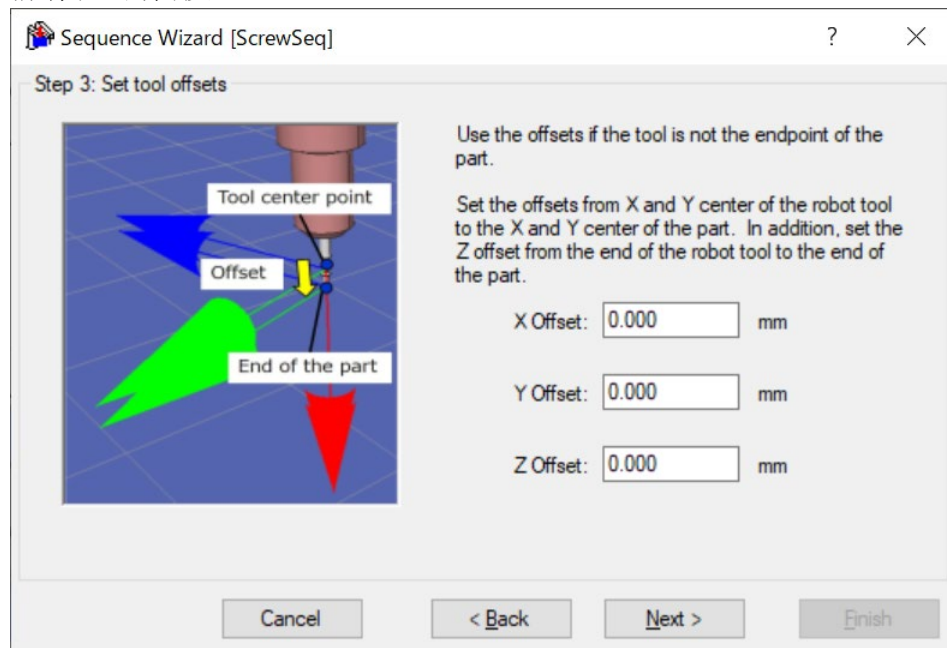 Sequence Wizard [ScrewSeq]
Step 3: Set tool offsets
Use the offsets if the tool is not the endpoint of the
part.
Set the offsets from X and Y center of the robot tool
to the X and Y center of the part. In addition, set the
Z offset from the end of the robot tool to the end of
the part.
Tool center point
Offset
End of the part
X Offset: 0.000 mm
Y Offset: 0.000 mm
Z Offset: 0.000 mm
Cancel
< Back
Next >
Finish